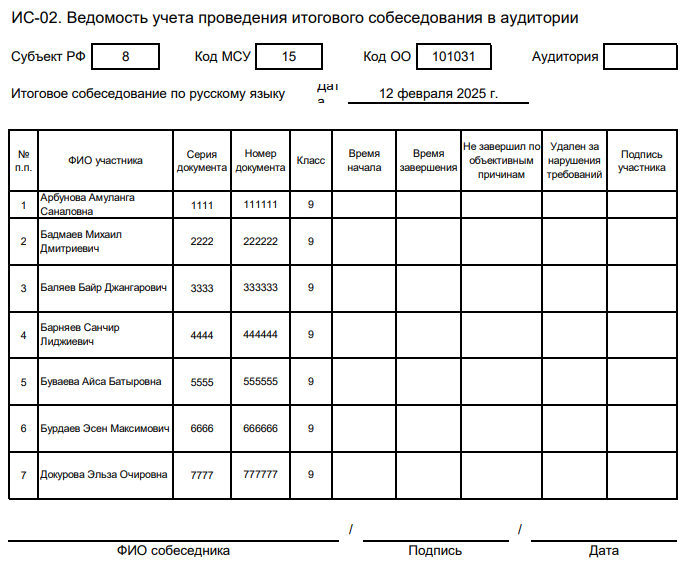 ИС-02. Ведомость учета проведения итогового собеседования в аудитории
Субъект РФ 8 Код МСУ 15 Код ОО 101031 Аудитория
Итоговое собеседование по русскому языку Дата 12 февраля 2025 г.
№ п.п. ФИО участника Серия документа Номер документа Класс Время начала Время завершения Не завершил по объективным причинам Удален за нарушения требований Подпись участника
1 Арбунова Амуланга Саналовна 1111 111111 9
2 Бадмаев Михаил Дмитриевич 2222 222222 9
3 Баляев Байр Джангарович 3333 333333 9
4 Барняев Санчир Лиджиевич 4444 444444 9
5 Буваева Айса Батыровна 5555 555555 9
6 Бурдаев Эсен Максимович 6666 666666 9
7 Докурова Эльза Очировна 7777 777777 9
/ /
ФИО собеседника Подпись Дата